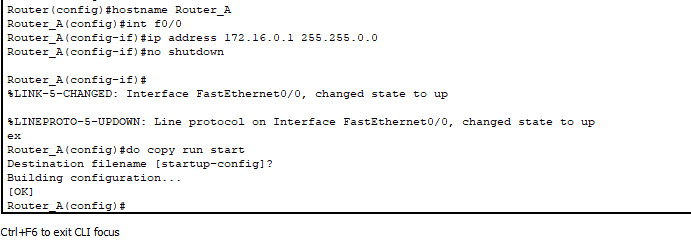 Router(config)#hostname Router_A
Router_A(config)#int f0/0
Router_A(config-if)#ip address 172.16.0.1 255.255.0.0
Router_A(config-if)#no shutdown
Router_A(config-if)#
%LINK-5-CHANGED: Interface FastEthernet0/0, changed state to up
%LINEPROTO-5-UPDOWN: Line protocol on Interface FastEthernet0/0, changed state to up
ex
Router_A(config)#do copy run start
Destination filename [startup-config]?
Building configuration...
[OK]
Router_A(config)#
Ctrl+F6 to exit CLI focus